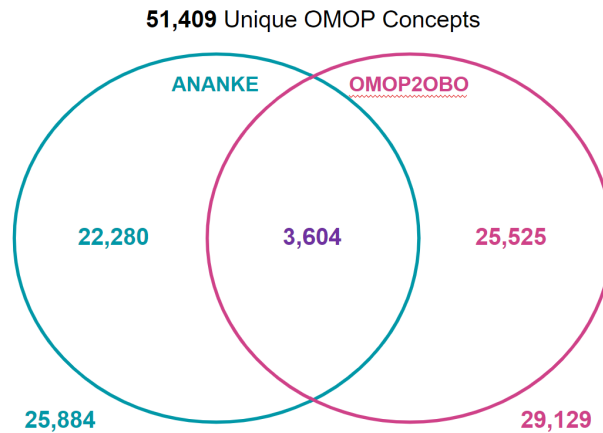 51,409 Unique OMOP Concepts
ANANKE OMOP2OBO
22,280 3,604 25,525
25,884 29,129